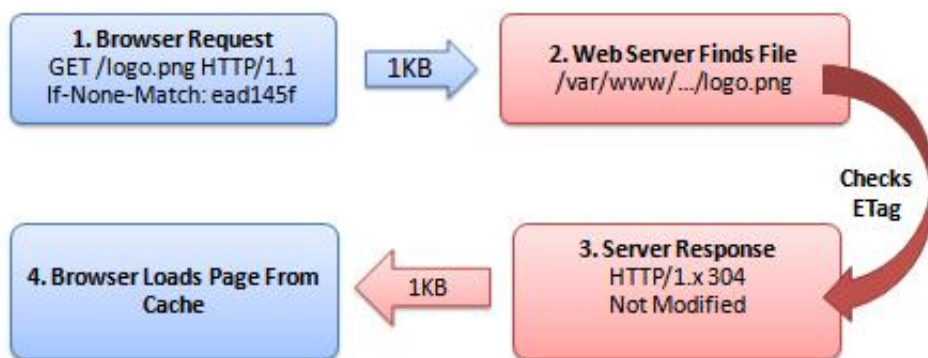 1. Browser Request
GET /logo.png HTTP/1.1
If-None-Match: ead145f
1KB
2. Web Server Finds File
/var/www/.../logo.png
Checks
ETag
3. Server Response
HTTP/1.x 304
Not Modified
1KB
4. Browser Loads Page From
Cache